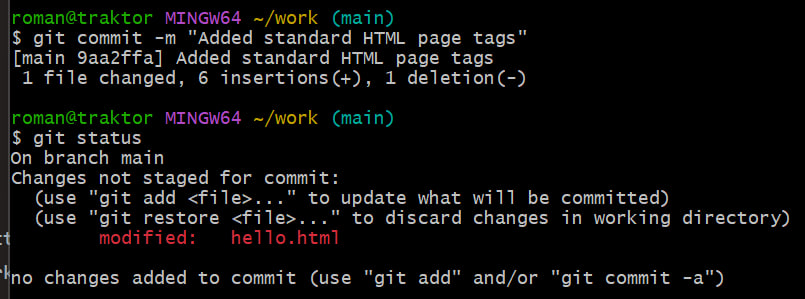 roman@traktor MINGW64 ~/work (main)
$ git commit -m "Added standard HTML page tags"
[main 9aa2ffa] Added standard HTML page tags
 1 file changed, 6 insertions(+), 1 deletion(-)

roman@traktor MINGW64 ~/work (main)
$ git status
On branch main
Changes not staged for commit:
  (use "git add <file>..." to update what will be committed)
  (use "git restore <file>..." to discard changes in working directory)
        modified:   hello.html

no changes added to commit (use "git add" and/or "git commit -a")